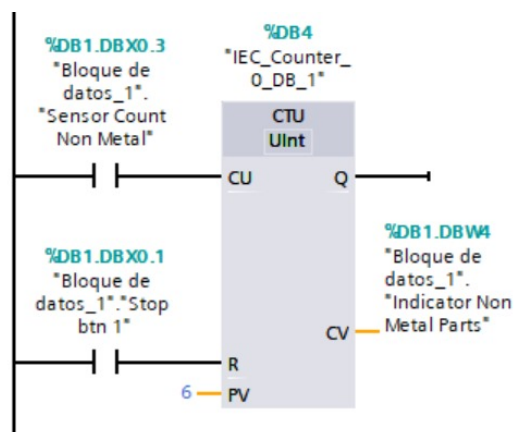 %DB1.DBX0.3
"Bloque de
datos_1".
"Sensor Count
Non Metal"
%DB4
"IEC_Counter_
0_DB_1"
CTU
UInt
CU
Q
%DB1.DBX0.1
"Bloque de
datos_1"."Stop
btn 1"
%DB1.DBW4
"Bloque de
datos_1".
"Indicator Non
Metal Parts"
CV
R
6
PV